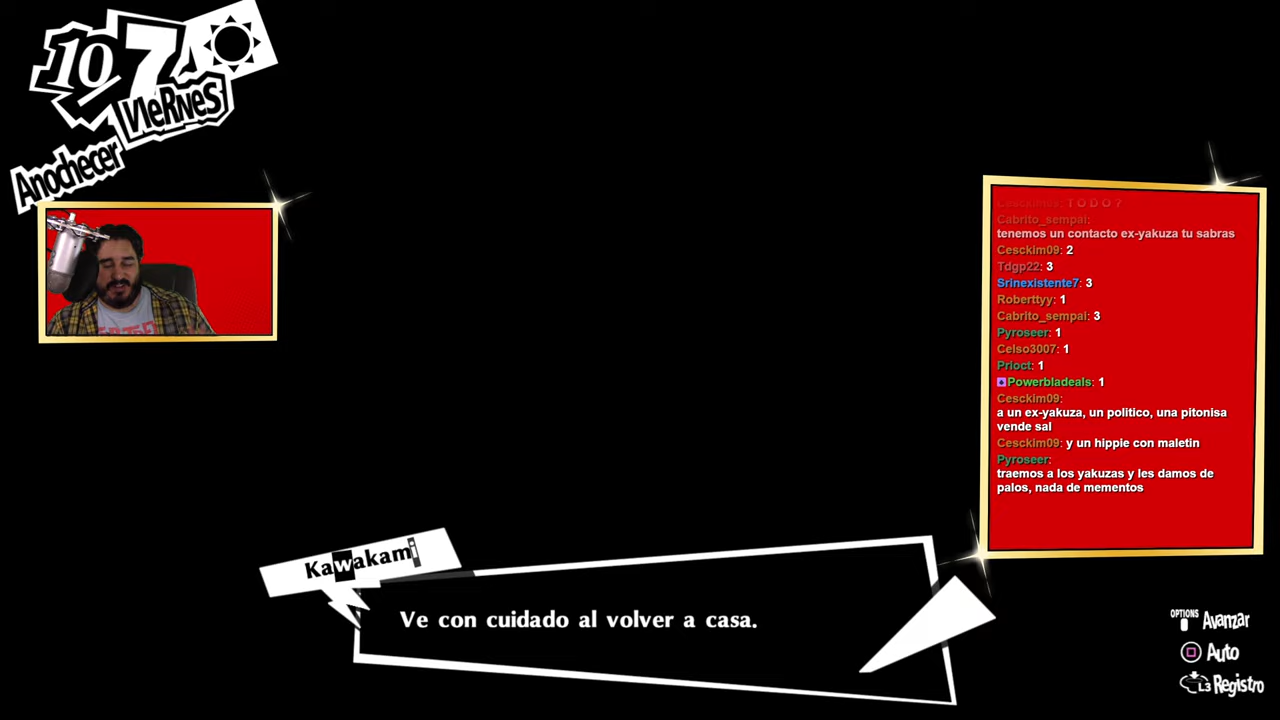 10/7
VIeRNeS
Anochecer
Cesckim09: T O D O ?
Cabrito_sempai:
tenemos un contacto ex-yakuza tu sabras
Cesckim09: 2
Tdgp22: 3
Srinexistente7: 3
Roberttyy: 1
Cabrito_sempai: 3
Pyroseer: 1
Celso3007: 1
Prioct: 1
Powerbladeals: 1
Cesckim09:
a un ex-yakuza, un politico, una pitonisa
vende sal
Cesckim09: y un hippie con maletin
Pyroseer:
traemos a los yakuzas y les damos de
palos, nada de mementos
Kawakami
Ve con cuidado al volver a casa.
OPTIONS Avanzar
Auto
L3 Registro